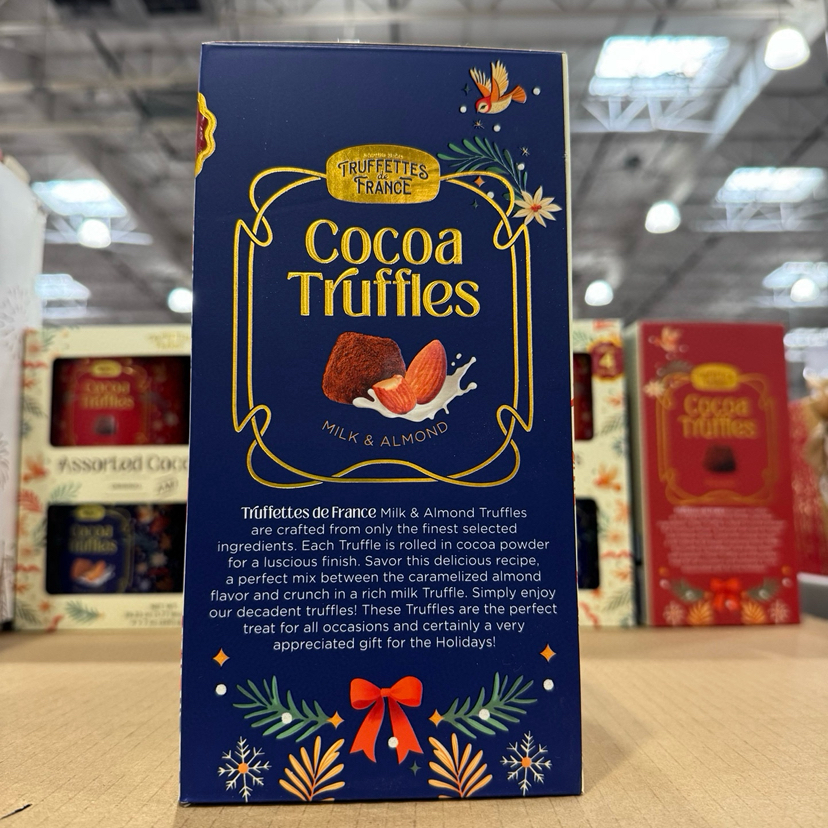 TRUFFETTES
de
FRANCE
Cocoa
Truffles
MILK & ALMOND
Truffettes de France Milk & Almond Truffles
are crafted from only the finest selected
ingredients. Each Truffle is rolled in cocoa powder
for a luscious finish. Savor this delicious recipe,
a perfect mix between the caramelized almond
flavor and crunch in a rich milk Truffle. Simply enjoy
our decadent truffles! These Truffles are the perfect
treat for all occasions and certainly a very
appreciated gift for the Holidays!
Cocoa
Truffles
Assorted Coco
Cocoa
Truffles
4
Cocoa
Truffles